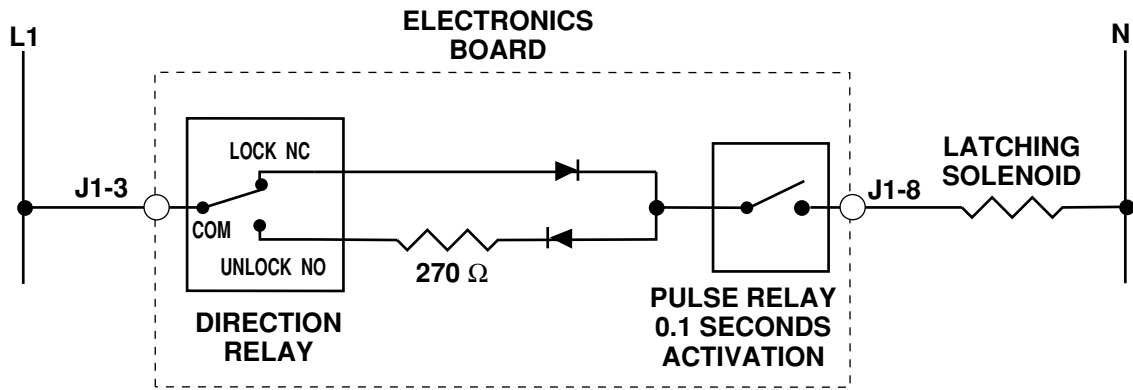 ELECTRONICS
BOARD
L1
N
LOCK NC
LATCHING
SOLENOID
J1-3
J1-8
COM
UNLOCK NO
270 Ω
DIRECTION
RELAY
PULSE RELAY
0.1 SECONDS
ACTIVATION